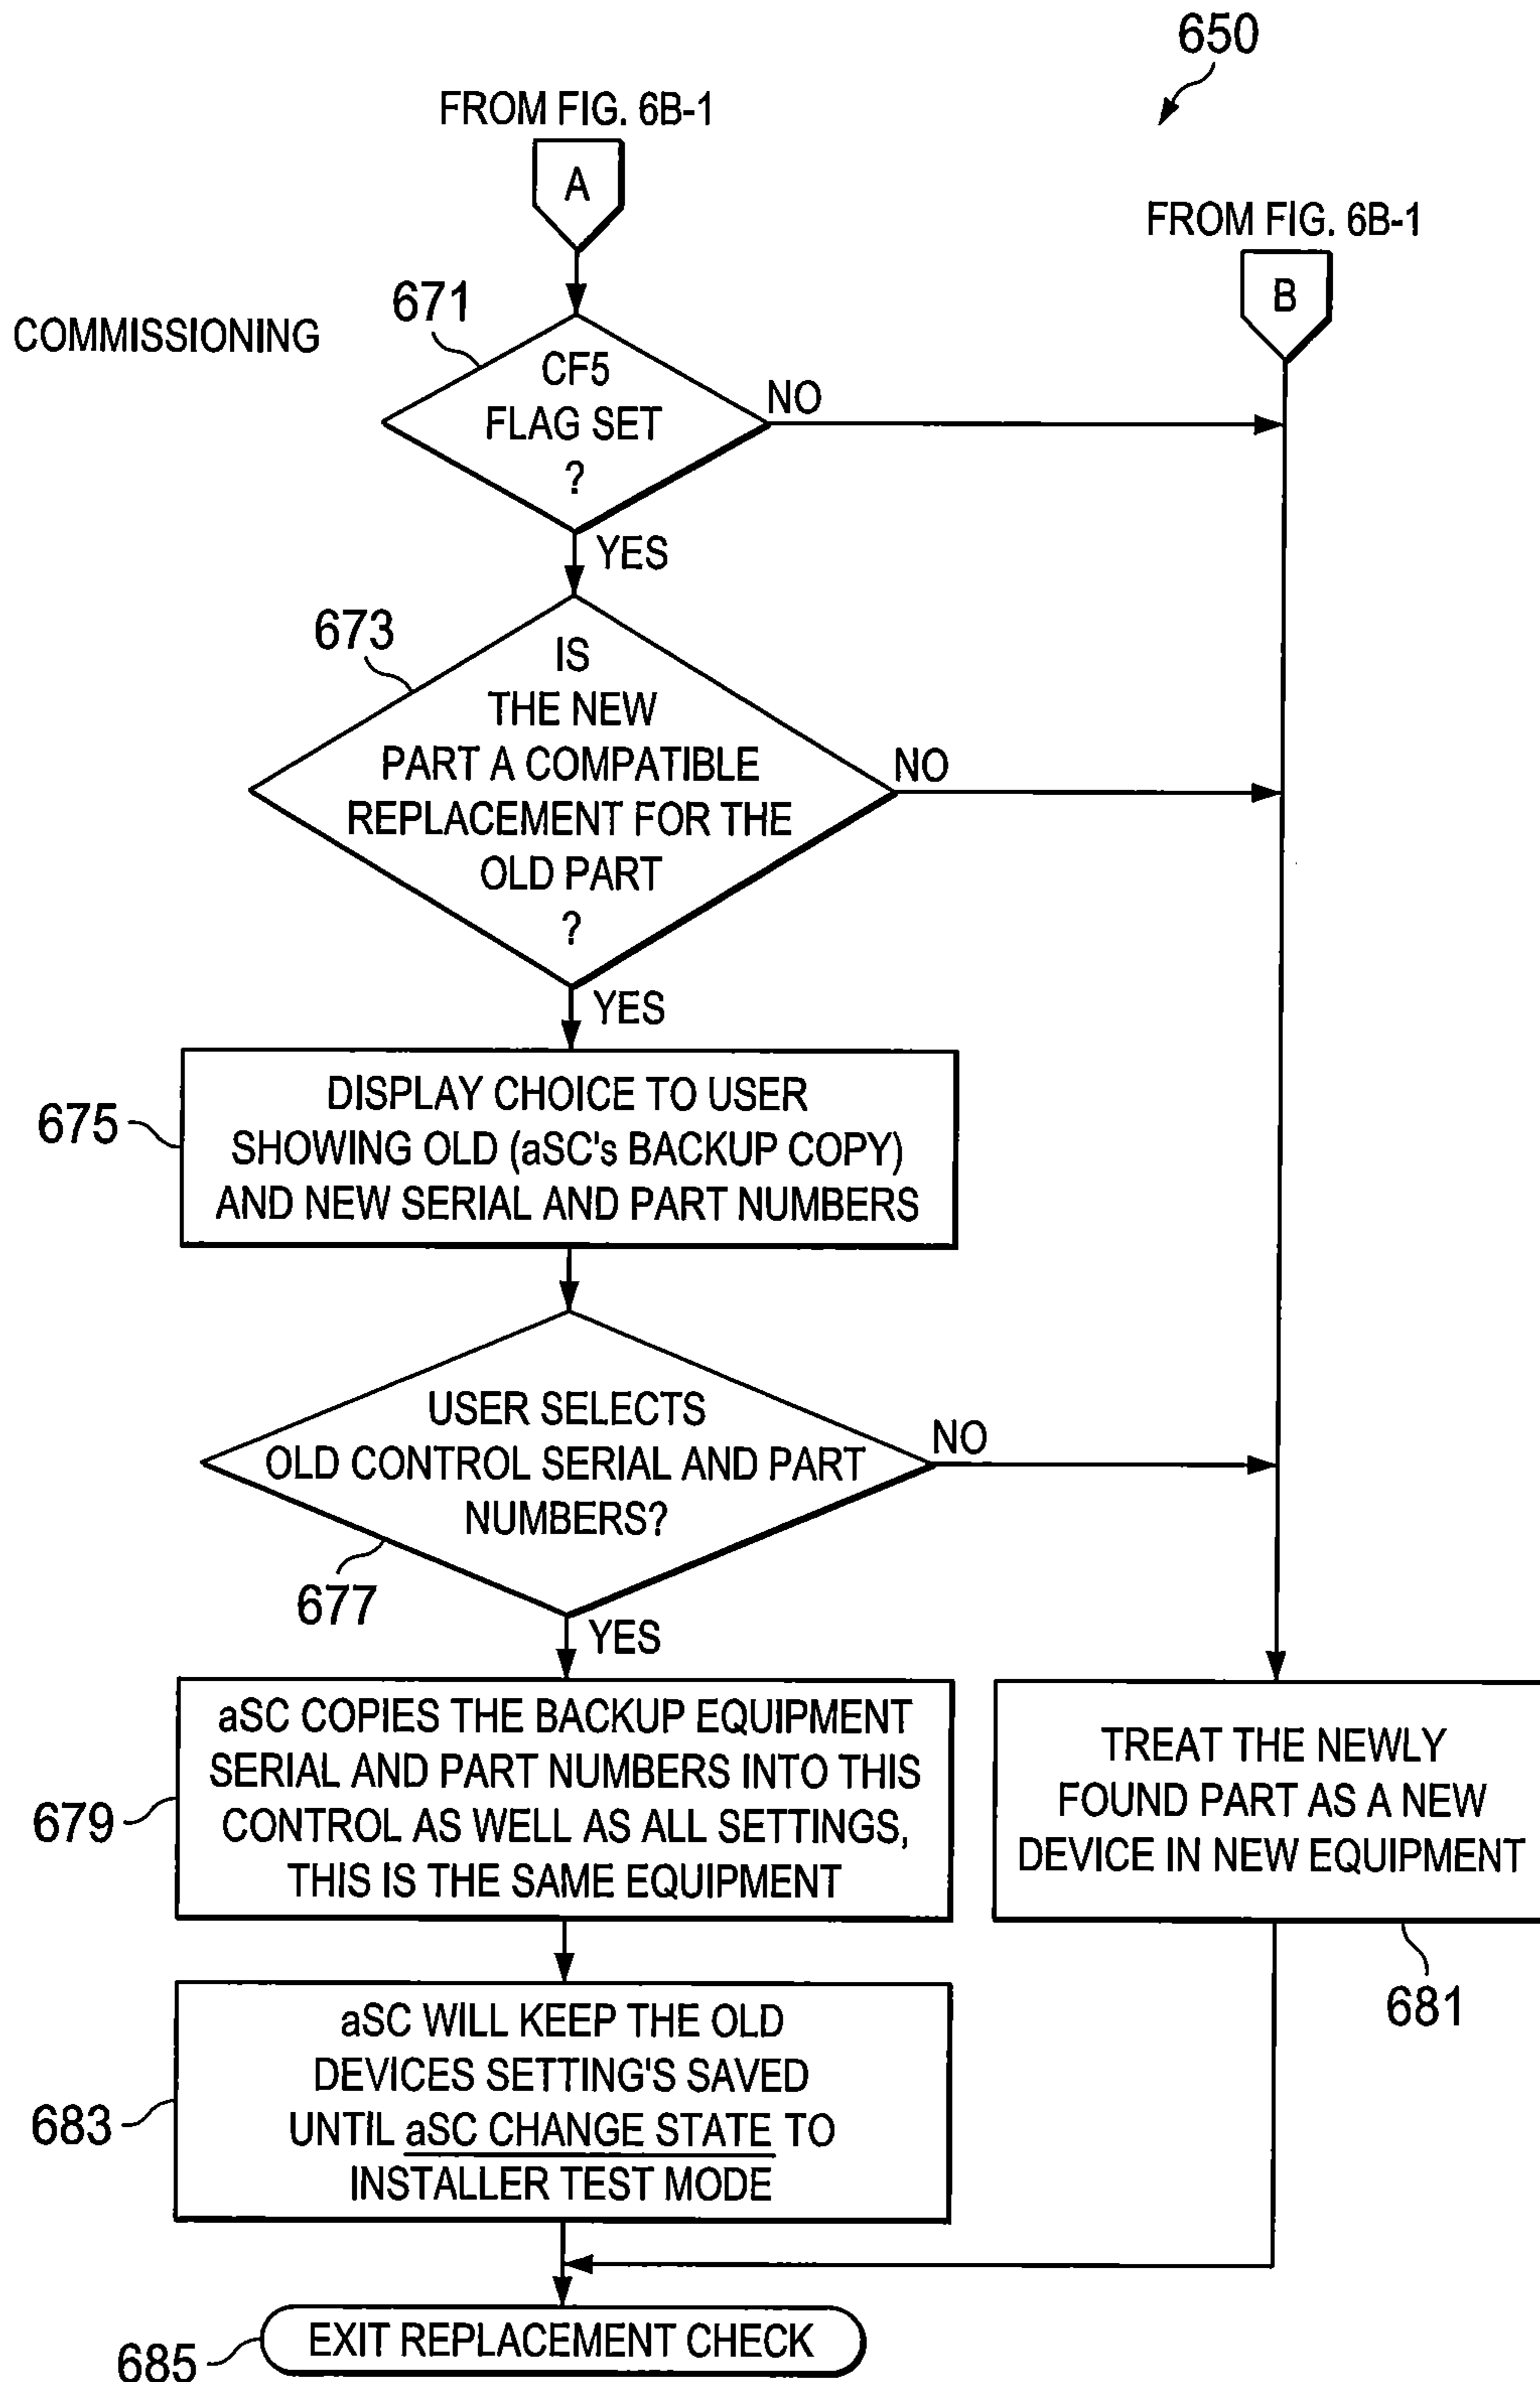 650
FROM FIG. 6B-1
A
FROM FIG. 6B-1
B
COMMISSIONING
671
CF5
FLAG SET
?
NO
YES
673
IS
THE NEW
PART A COMPATIBLE
REPLACEMENT FOR THE
OLD PART
?
NO
YES
675
DISPLAY CHOICE TO USER
SHOWING OLD (aSC's BACKUP COPY)
AND NEW SERIAL AND PART NUMBERS
USER SELECTS
OLD CONTROL SERIAL AND PART
NUMBERS?
NO
677
YES
679
aSC COPIES THE BACKUP EQUIPMENT
SERIAL AND PART NUMBERS INTO THIS
CONTROL AS WELL AS ALL SETTINGS,
THIS IS THE SAME EQUIPMENT
TREAT THE NEWLY
FOUND PART AS A NEW
DEVICE IN NEW EQUIPMENT
681
683
aSC WILL KEEP THE OLD
DEVICES SETTING'S SAVED
UNTIL aSC CHANGE STATE TO
INSTALLER TEST MODE
EXIT REPLACEMENT CHECK
685